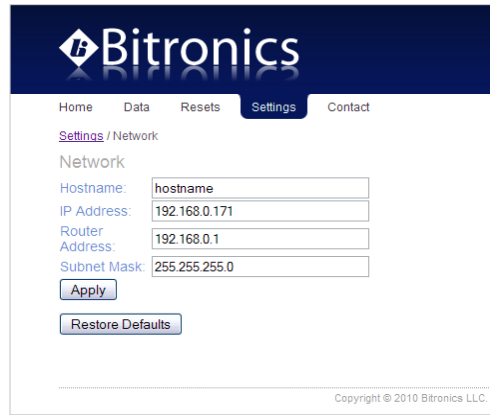 Bitronics
Home Data Resets Settings Contact
Settings / Network
Network
Hostname: hostname
IP Address: 192.168.0.171
Router
Address: 192.168.0.1
Subnet Mask: 255.255.255.0
Apply
Restore Defaults
Copyright © 2010 Bitronics LLC.